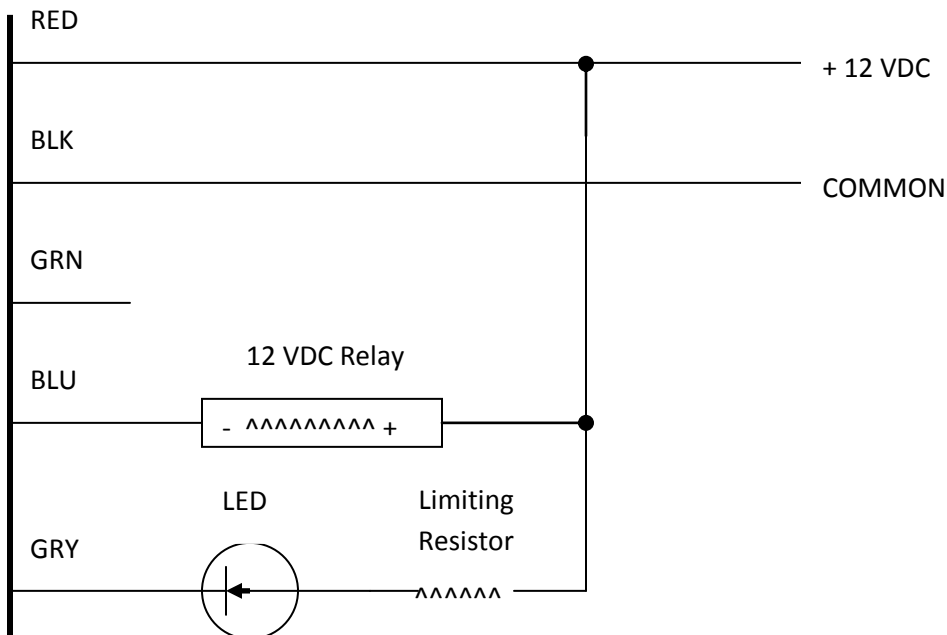 RED
+ 12 VDC
BLK
COMMON
GRN
12 VDC Relay
BLU
- ^^^^^^^^^ +
LED
Limiting
Resistor
GRY
^^^^^^